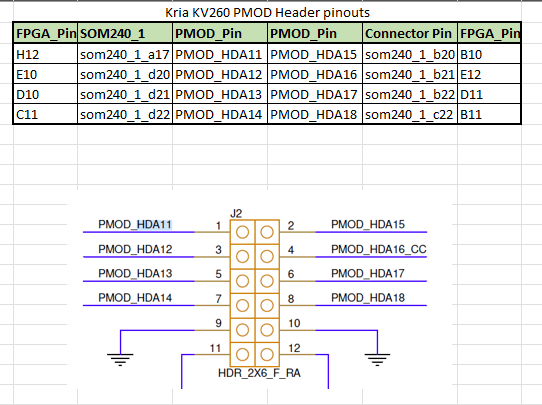 Kria KV260 PMOD Header pinouts
FPGA_Pin SOM240_1 PMOD_Pin PMOD_Pin Connector Pin FPGA_Pin
H12 som240_1_a17 PMOD_HDA11 PMOD_HDA15 som240_1_b20 B10
E10 som240_1_d20 PMOD_HDA12 PMOD_HDA16 som240_1_b21 E12
D10 som240_1_d21 PMOD_HDA13 PMOD_HDA17 som240_1_b22 D11
C11 som240_1_d22 PMOD_HDA14 PMOD_HDA18 som240_1_c22 B11
J2
PMOD_HDA11 1 2 PMOD_HDA15
PMOD_HDA12 3 4 PMOD_HDA16_CC
PMOD_HDA13 5 6 PMOD_HDA17
PMOD_HDA14 7 8 PMOD_HDA18
9 10
11 12
HDR_2X6_F_RA